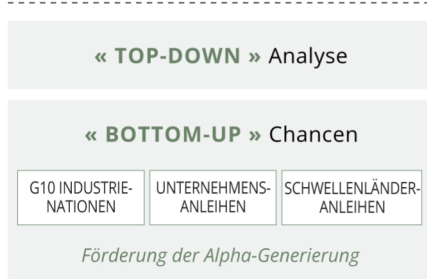 « TOP-DOWN » Analyse
« BOTTOM-UP » Chancen
G10 INDUSTRIE-
NATIONEN
UNTERNEHMENS-
ANLEIHEN
SCHWELLENLÄNDER-
ANLEIHEN
Förderung der Alpha-Generierung